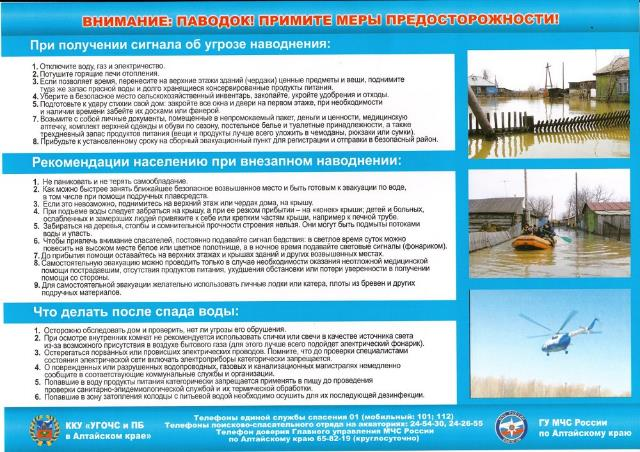 ВНИМАНИЕ: ПАВОДОК! ПРИМИТЕ МЕРЫ ПРЕДОСТОРОЖНОСТИ!
При получении сигнала об угрозе наводнения:
1. Отключите воду, газ и электричество.
2. Потушите горящие печи отопления.
3. Если позволяет время, перенесите на верхние этажи зданий (чердаки) ценные предметы и вещи, поднимите
туда же запас пресной воды и долго хранящиеся консервированные продукты питания.
4. Уберите в безопасное место сельскохозяйственный инвентарь, закопайте, укройте удобрения и отходы.
5. Подготовьте к удару стихии свой дом: закройте все окна и двери на первом этаже, при необходимости
и наличии времени забейте их досками или фанерой.
7. Возьмите с собой личные документы, помещенные в непромокаемый пакет, деньги и ценности, медицинскую
аптечку, комплект верхней одежды и обуви по сезону, постельное белье и туалетные принадлежности, а также
трехдневный запас продуктов питания (вещи и продукты лучше всего уложить в чемоданы, рюкзаки или сумки).
8. Прибудьте к установленному сроку на сборный эвакуационный пункт для регистрации и отправки в безопасный район.
Рекомендации населению при внезапном наводнении:
1. Не паниковать и не терять самообладание.
2. Как можно быстрее занять ближайшее безопасное возвышенное место и быть готовым к эвакуации по воде,
в том числе при помощи подручных плавсредств.
3. Если это невозможно, поднимитесь на верхний этаж или чердак дома, на крышу.
4. При подъеме воды следует забраться на крышу, а при ее резком прибытии – на «конек» крыши; детей и больных,
ослабленных и замерзших людей привяжите к себе или крепким частям крыши, например к печной трубе.
5. Забираться на деревья, столбы и сомнительной прочности строения нельзя. Они могут быть подмыты потоками
воды и упасть.
6. Чтобы привлечь внимание спасателей, постоянно подавайте сигнал бедствия: в светлое время суток можно
повесить на высоком месте белое или цветное полотнище, а в ночное время подавайте световые сигналы (фонариком).
7. До прибытия помощи оставайтесь на верхних этажах и крышах зданий и других возвышенных местах.
8. Самостоятельную эвакуацию можно проводить только в случае необходимости оказания неотложной медицинской
помощи пострадавшим, отсутствия продуктов питания, ухудшения обстановки или потери уверенности в получении
помощи со стороны.
9. Для самостоятельной эвакуации желательно использовать личные лодки или катера, плоты из бревен и других
подручных материалов.
Что делать после спада воды:
1. Осторожно обследовать дом и проверить, нет ли угрозы его обрушения.
2. При осмотре внутренних комнат не рекомендуется использовать спички или свечи в качестве источника света
из-за возможного присутствия в воздухе бытового газа (для этого лучше всего подойдет электрический фонарик).
3. Остерегаться порванных или провисших электрических проводов. Помните, что до проверки специалистами
состояния электрической сети включать электроприборы категорически запрещается.
4. О поврежденных или разрушенных водопроводных, газовых и канализационных магистралях немедленно
сообщите в соответствующие коммунальные службы и организации.
5. Попавшие в воду продукты питания категорически запрещается применять в пищу до проведения
проверки санитарно-эпидемиологической службой и их термической обработки.
6. Попавшие в зону затопления колодцы с питьевой водой необходимо осушить для их последующей дезинфекции.
ККУ «УГОЧС и ПБ
в Алтайском крае»
Телефоны единой службы спасения 01 (мобильный: 101; 112)
Телефоны поисково-спасательного отряда на акваториях: 24-54-30, 24-26-55
Телефон доверия Главного управления МЧС России
по Алтайскому краю 65-82-19 (круглосуточно)
ГУ МЧС России
по Алтайскому краю